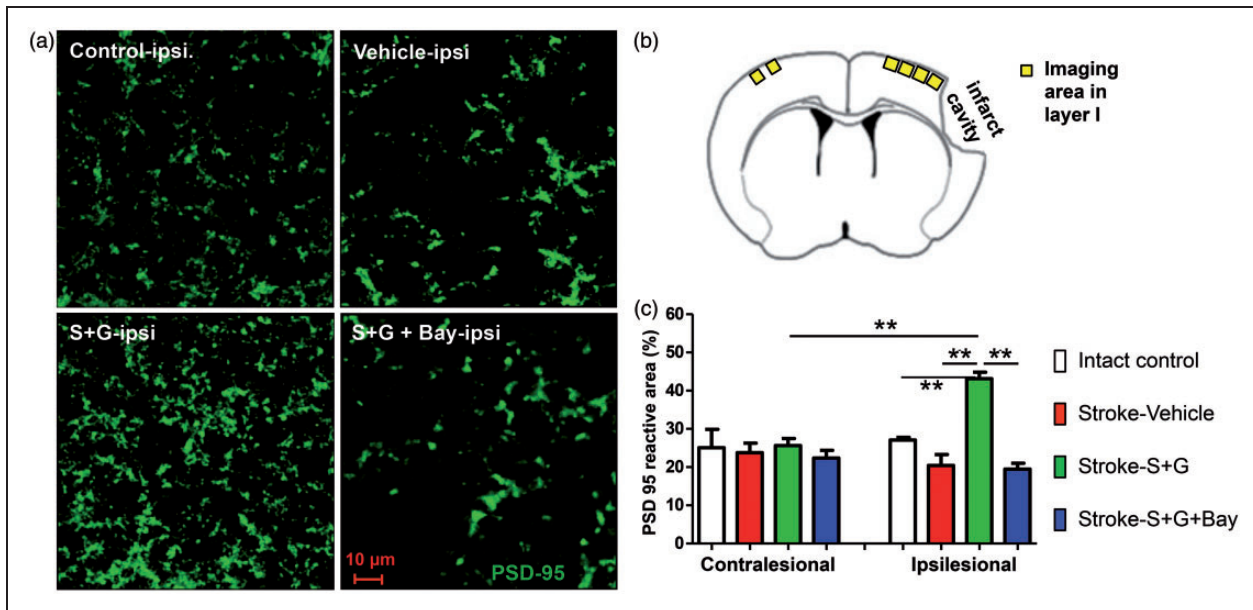 (a)
Control-ipsi.
Vehicle-ipsi
S+G-ipsi
S+G + Bay-ipsi
10 µm
PSD-95
(b)
infarct
cavity
Imaging
area in
layer I
(c)
PSD 95 reactive area (%)
60
50
40
30
20
10
0
**
**
**
**
Contralesional
Ipsilesional
Intact control
Stroke-Vehicle
Stroke-S+G
Stroke-S+G+Bay